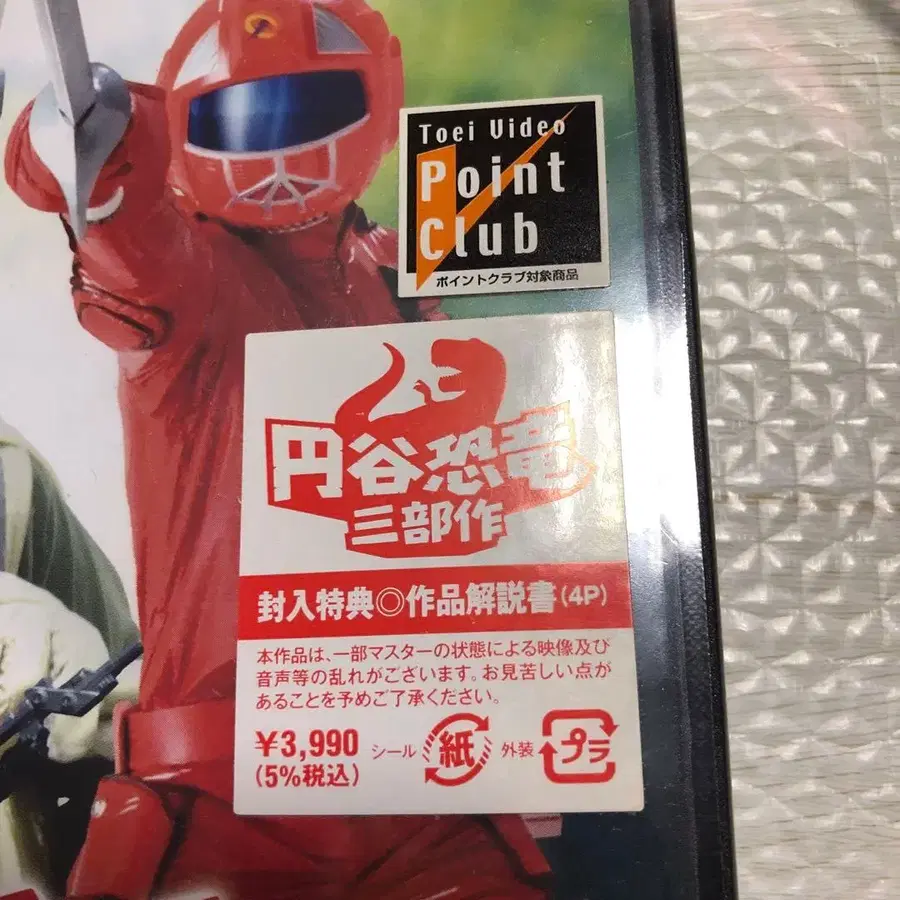 Toei Video
Point
Club
ポイントクラブ対象商品
円谷恐竜
三部作
封入特典◎作品解説書(4P)
本作品は、一部マスターの状態による映像及び
音声等の乱れがございます。お見苦しい点が
あることを予めご了承ください。
¥3,990
(5%税込)
シール
紙
外装
プラ